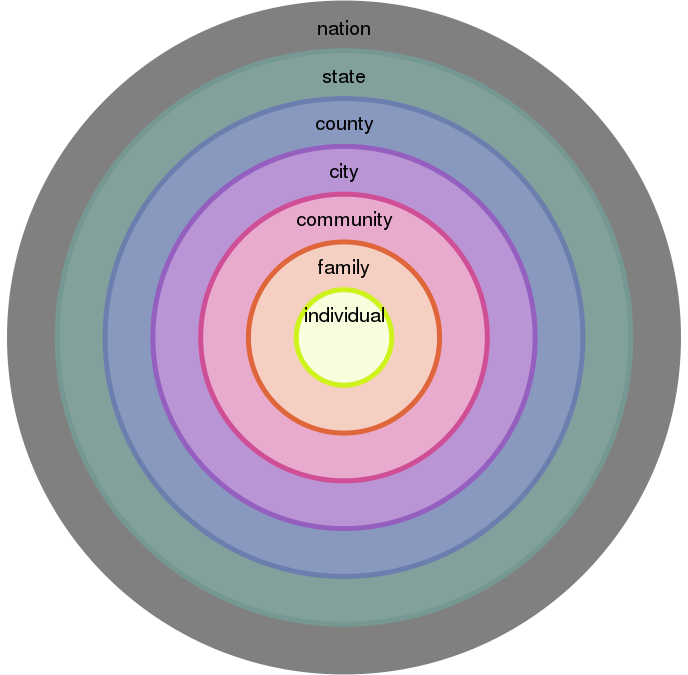 nation
state
county
city
community
family
individual